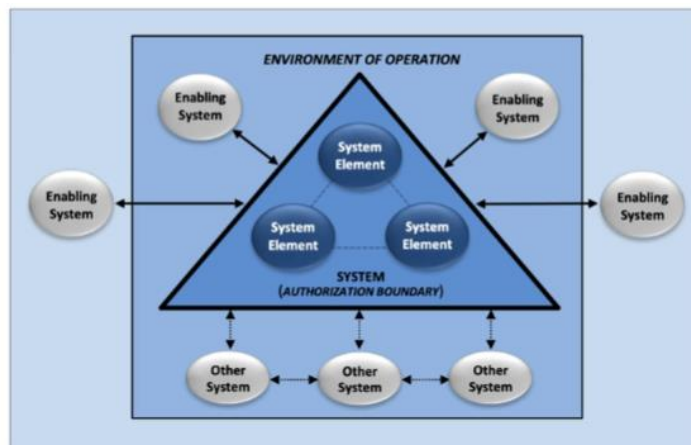 ENVIRONMENT OF OPERATION
Enabling
System
Enabling
System
System
Element
Enabling
System
Enabling
System
System
Element
System
Element
SYSTEM
(AUTHORIZATION BOUNDARY)
Other
System
Other
System
Other
System